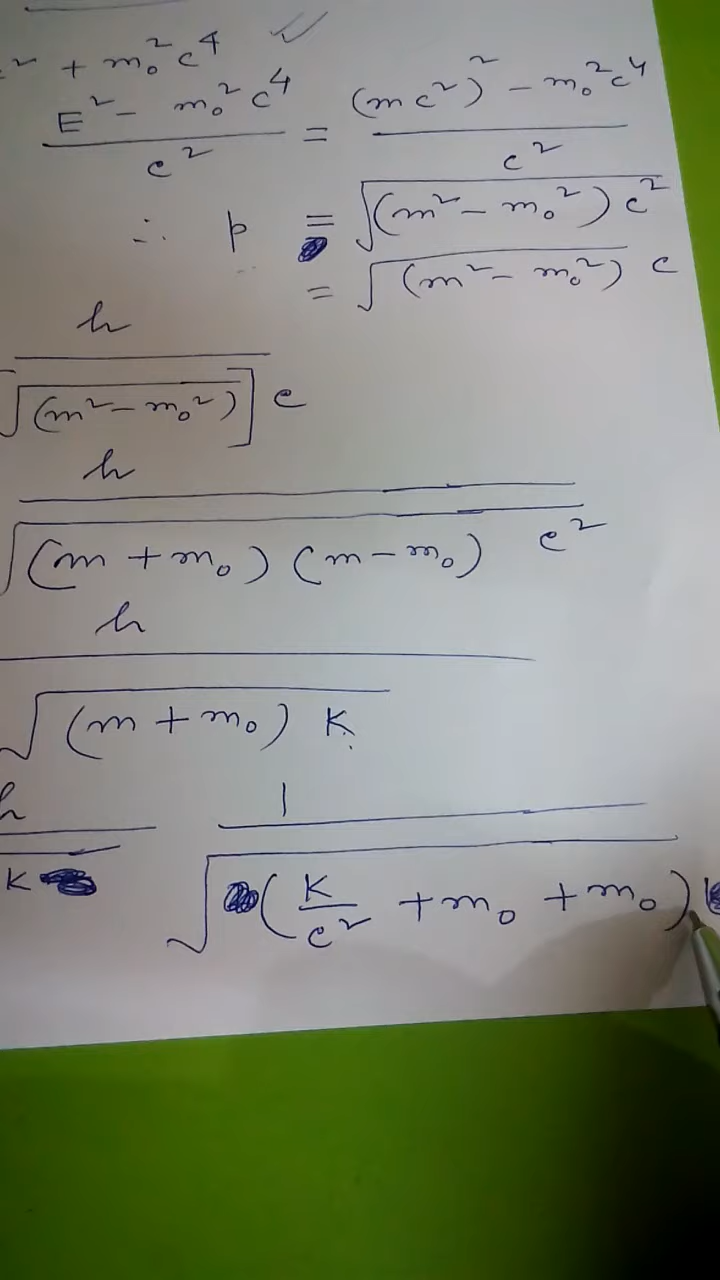 ² + m₀²c⁴ ✓
(E² - m₀²c⁴)/c² = ((mc²)² - m₀²c⁴)/c²
∴ p = √((m² - m₀²) c²)
= √(m² - m₀²) c
h/[√(m² - m₀²)] c
h/√((m + m₀) (m - m₀) c²)
h/√((m + m₀) K)
h/√K 1/√(K/c² + m₀ + m₀)